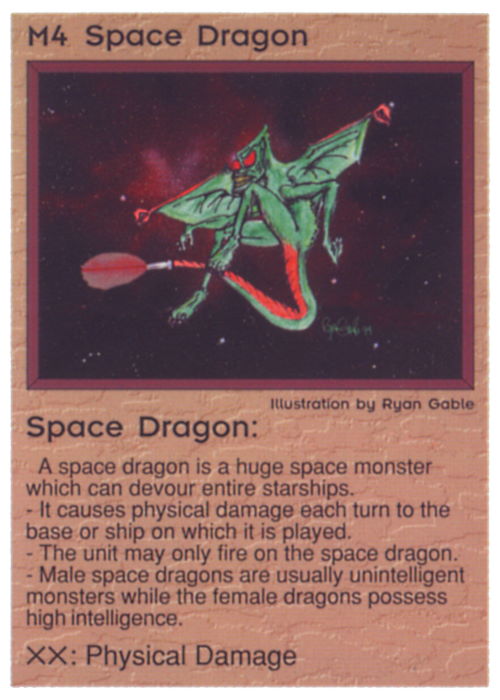 M4 Space Dragon
Illustration by Ryan Gable
Space Dragon:
A space dragon is a huge space monster
which can devour entire starships.
- It causes physical damage each turn to the
base or ship on which it is played.
- The unit may only fire on the space dragon.
- Male space dragons are usually unintelligent
monsters while the female dragons possess
high intelligence.
XX: Physical Damage